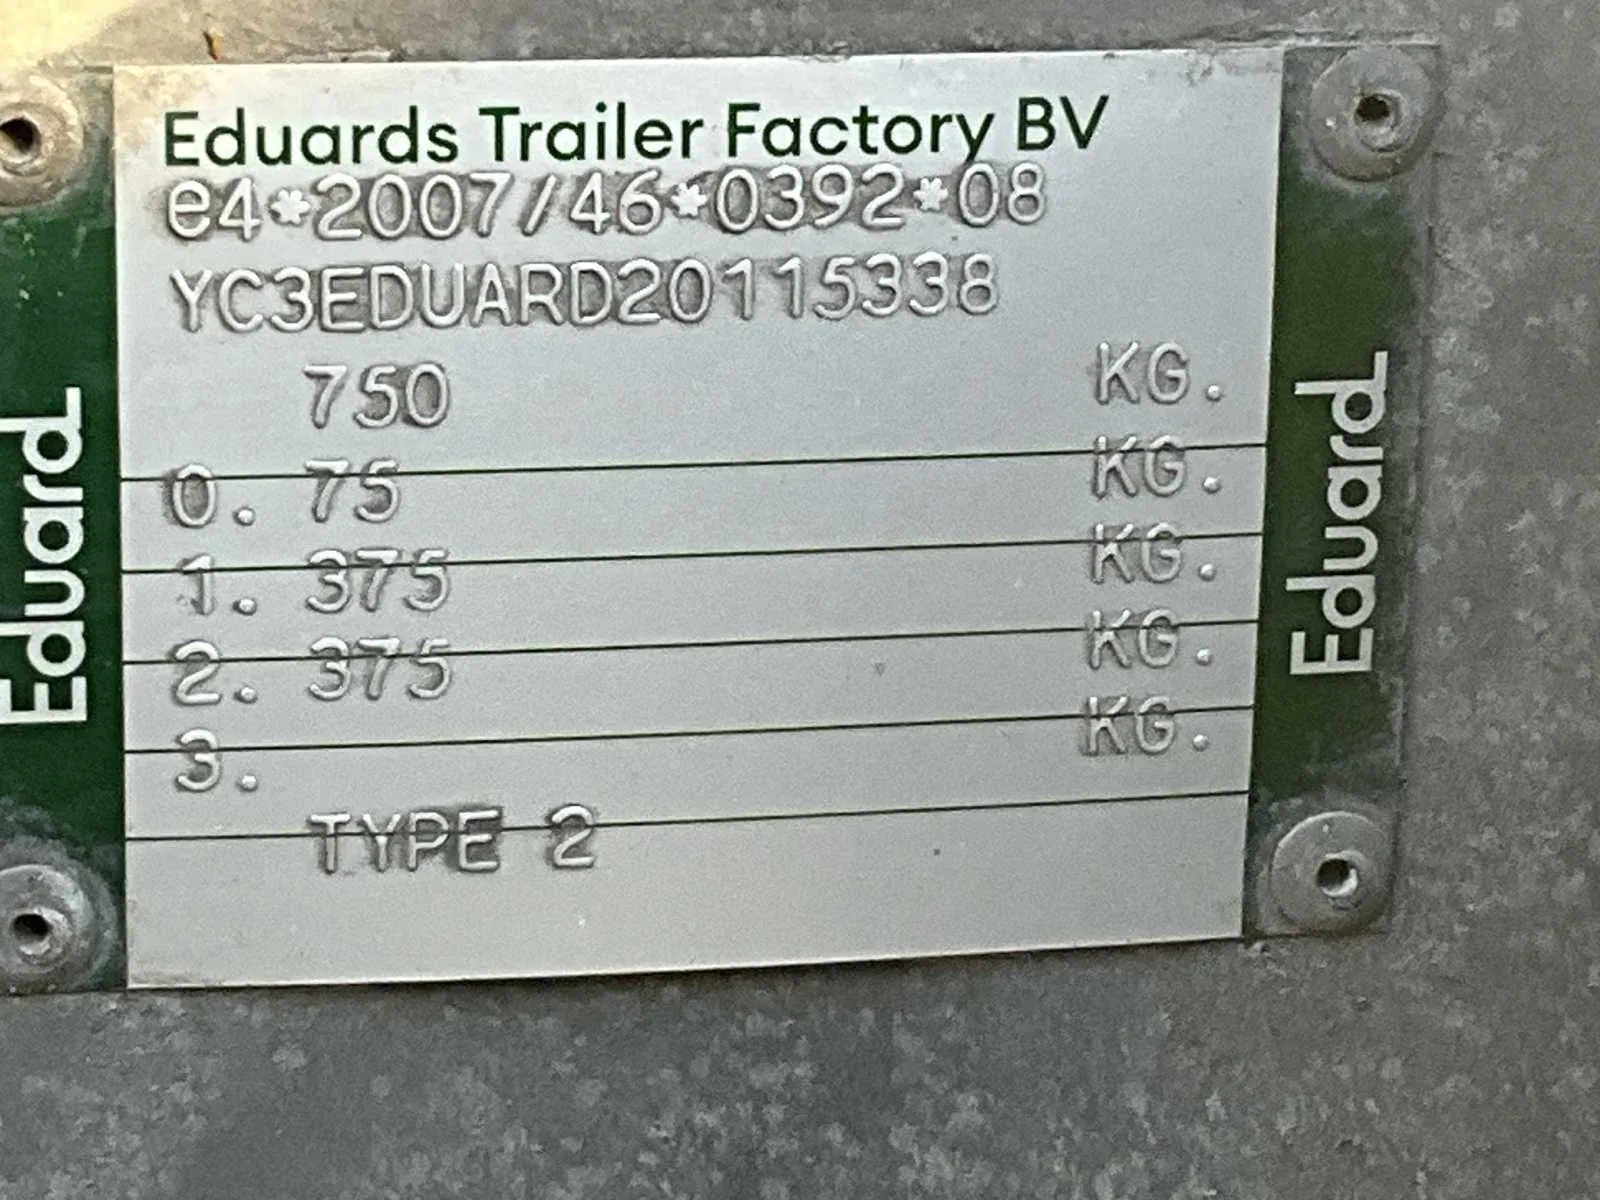 Eduards Trailer Factory BV
e4*2007/46*0392*08
YC3EDUARD20115338
750 KG.
0. 75 KG.
1. 375 KG.
2. 375 KG.
3. KG.
TYPE 2
Eduard
Eduard